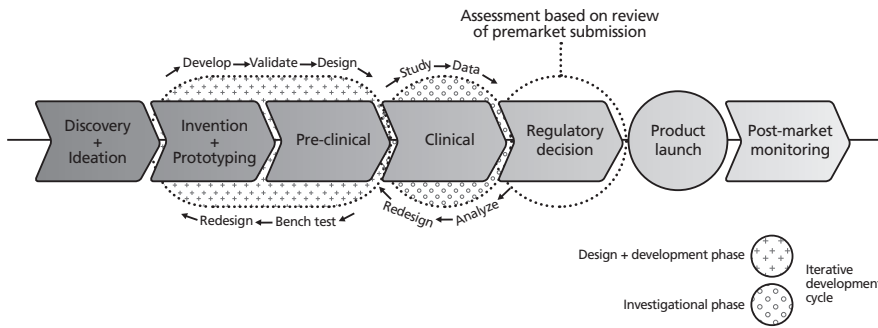 Assessment based on review
of premarket submission
Develop → Validate → Design
Study → Data
Discovery
+
Ideation
Invention
+
Prototyping
Pre-clinical
Clinical
Regulatory
decision
Product
launch
Post-market
monitoring
Redesign ← Bench test
Redesign ← Analyze
Design + development phase
Investigational phase
Iterative
development
cycle